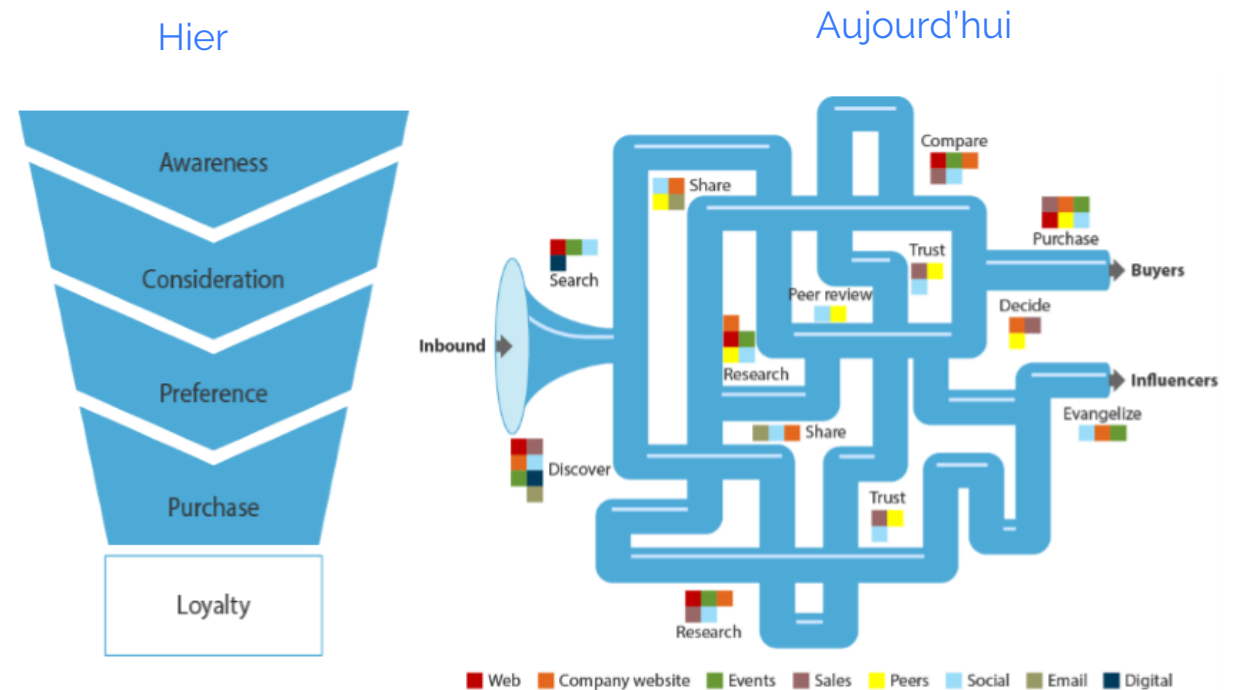 Hier
Aujourd'hui
Awareness
Consideration
Preference
Purchase
Loyalty
Inbound
Search
Discover
Share
Research
Peer review
Compare
Trust
Purchase
Buyers
Decide
Influencers
Evangelize
Share
Trust
Research
Web Company website Events Sales Peers Social Email Digital